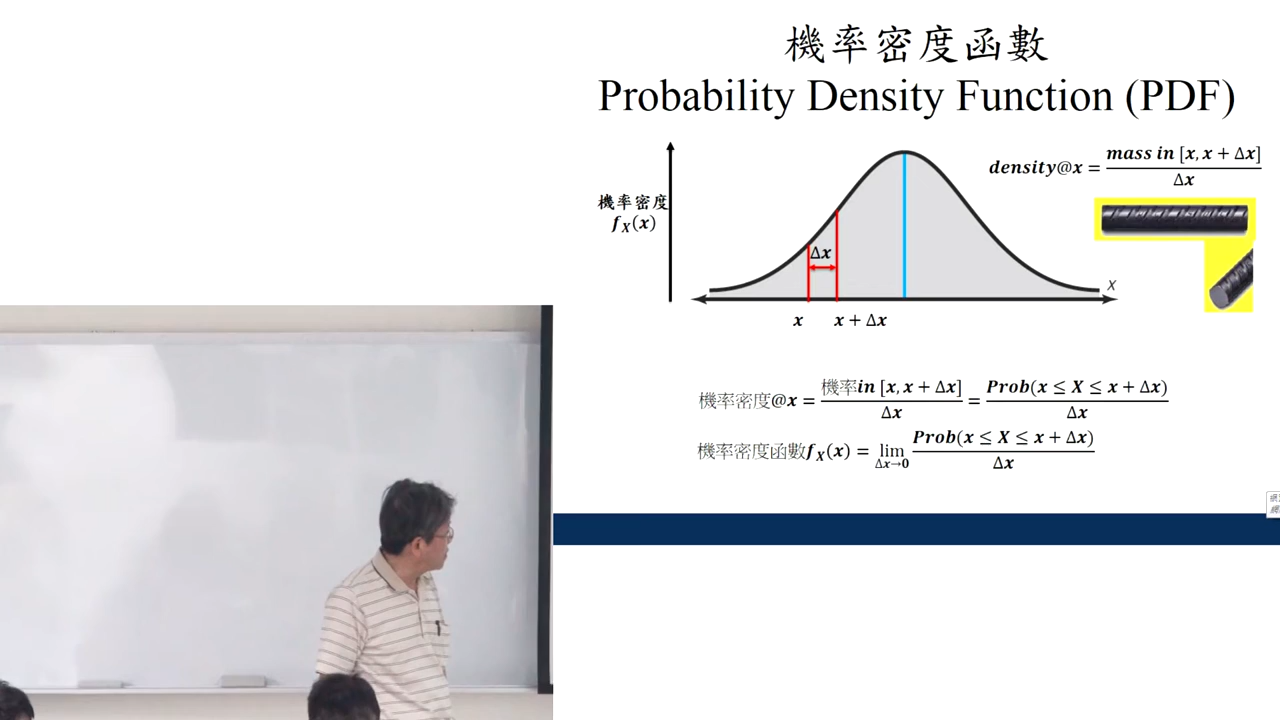 機率密度函數
Probability Density Function (PDF)
density@x = mass in [x, x + Δx] / Δx
機率密度
f_X(x)
Δx
X
x
x + Δx
機率密度@x = 機率in [x, x + Δx] / Δx = Prob(x ≤ X ≤ x + Δx) / Δx
機率密度函數f_X(x) = lim Δx→0 Prob(x ≤ X ≤ x + Δx) / Δx